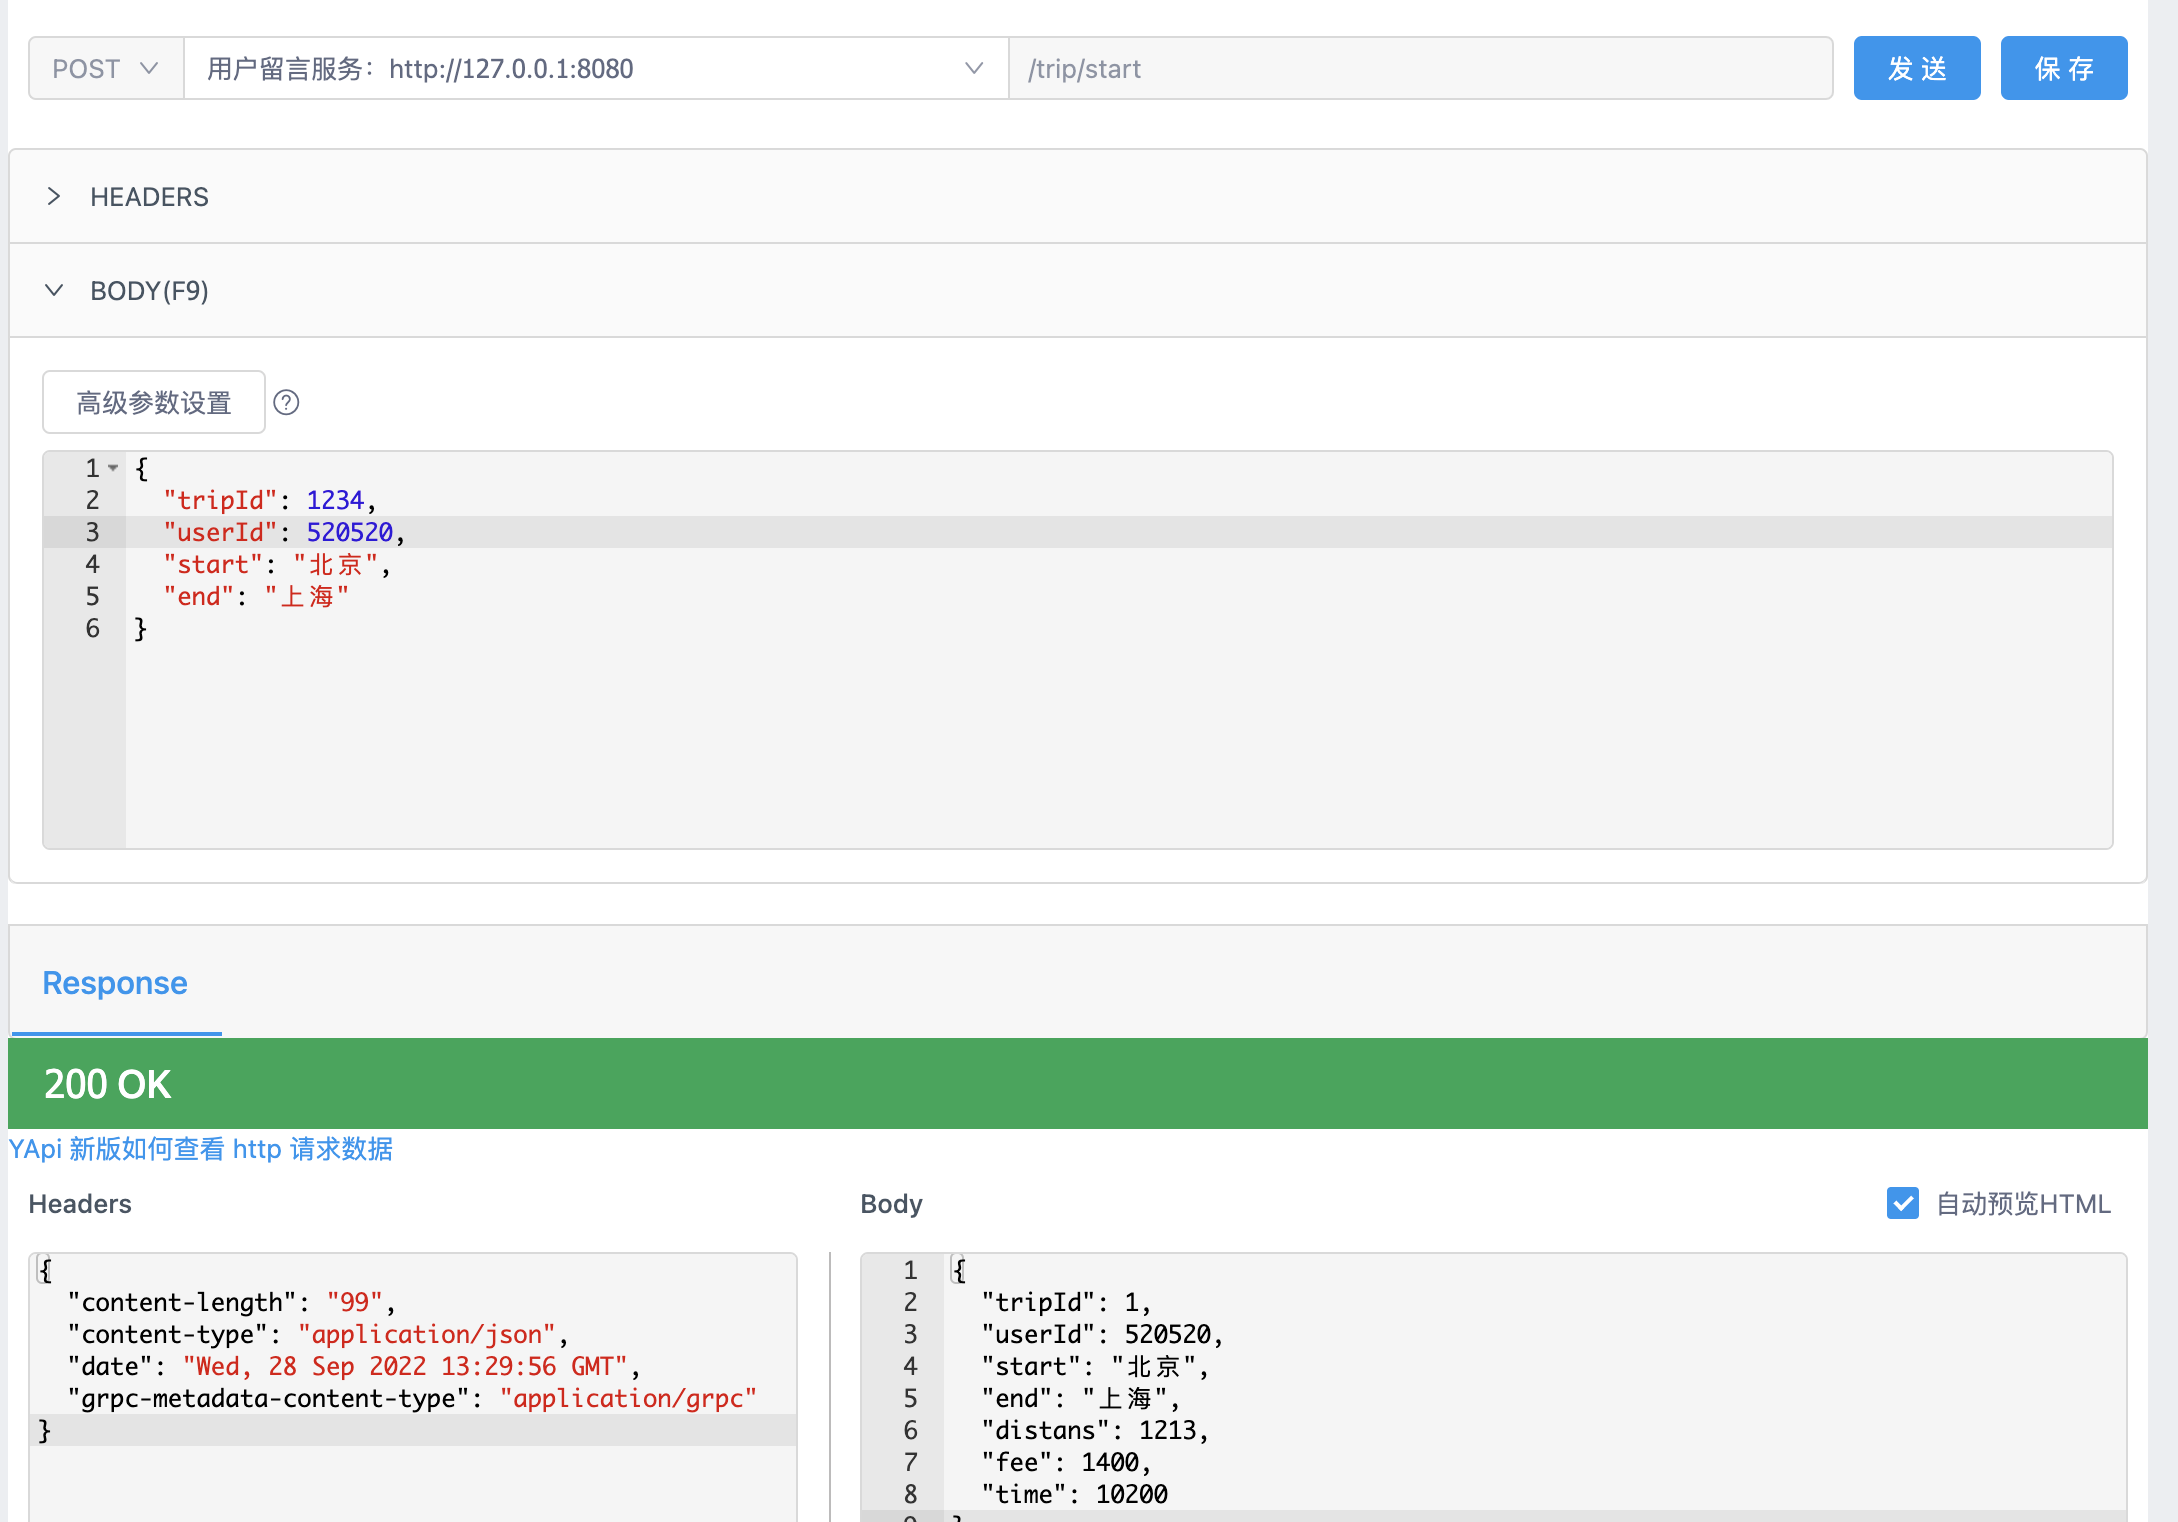 POST 用户留言服务：http://127.0.0.1:8080 /trip/start 发 送 保 存
HEADERS
BODY(F9)
高级参数设置 ?
1 {
2 "tripId": 1234,
3 "userId": 520520,
4 "start": "北京",
5 "end": "上海"
6 }
Response
200 OK
YApi 新版如何查看 http 请求数据
Headers
{
"content-length": "99",
"content-type": "application/json",
"date": "Wed, 28 Sep 2022 13:29:56 GMT",
"grpc-metadata-content-type": "application/grpc"
}
Body
自动预览HTML
1 {
2 "tripId": 1,
3 "userId": 520520,
4 "start": "北京",
5 "end": "上海",
6 "distans": 1213,
7 "fee": 1400,
8 "time": 10200